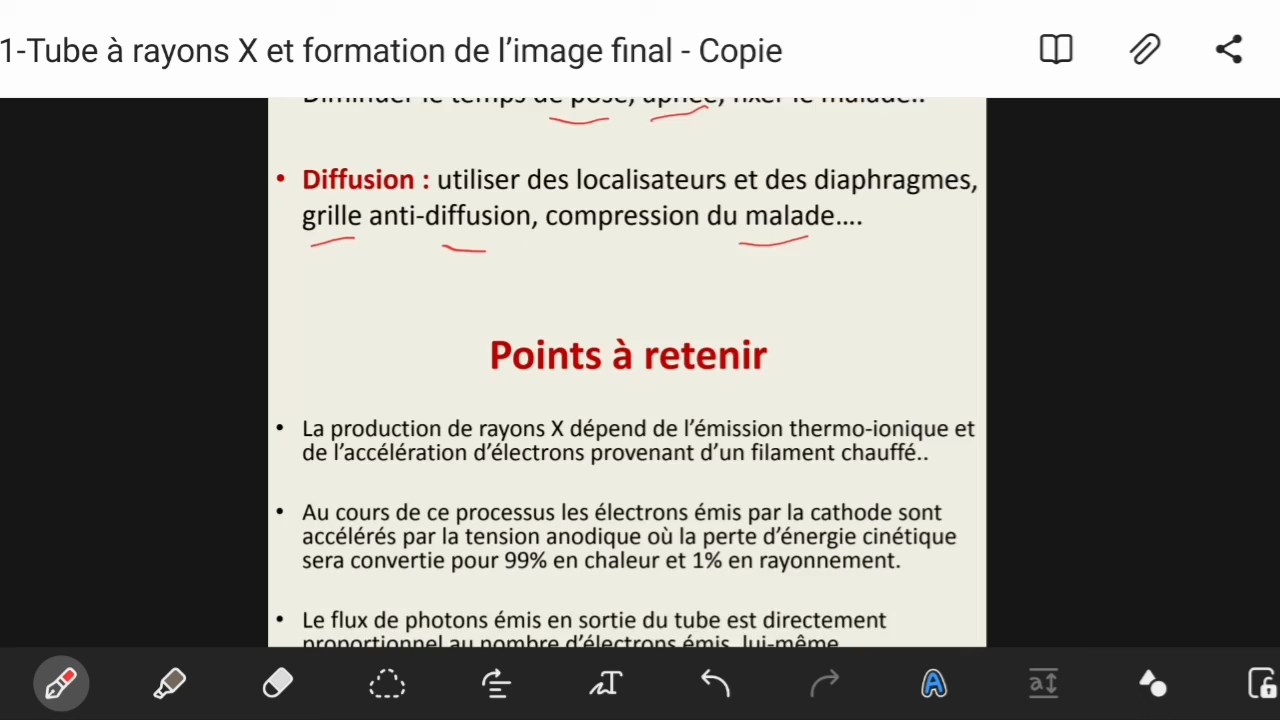 1-Tube à rayons X et formation de l’image final - Copie
Diminuer le temps de pose, apnée, fixer le malade..
• Diffusion : utiliser des localisateurs et des diaphragmes,
grille anti-diffusion, compression du malade....
Points à retenir
• La production de rayons X dépend de l’émission thermo-ionique et
de l’accélération d’électrons provenant d’un filament chauffé..
• Au cours de ce processus les électrons émis par la cathode sont
accélérés par la tension anodique où la perte d’énergie cinétique
sera convertie pour 99% en chaleur et 1% en rayonnement.
• Le flux de photons émis en sortie du tube est directement
proportionnel au nombre d’électrons émis, lui-même